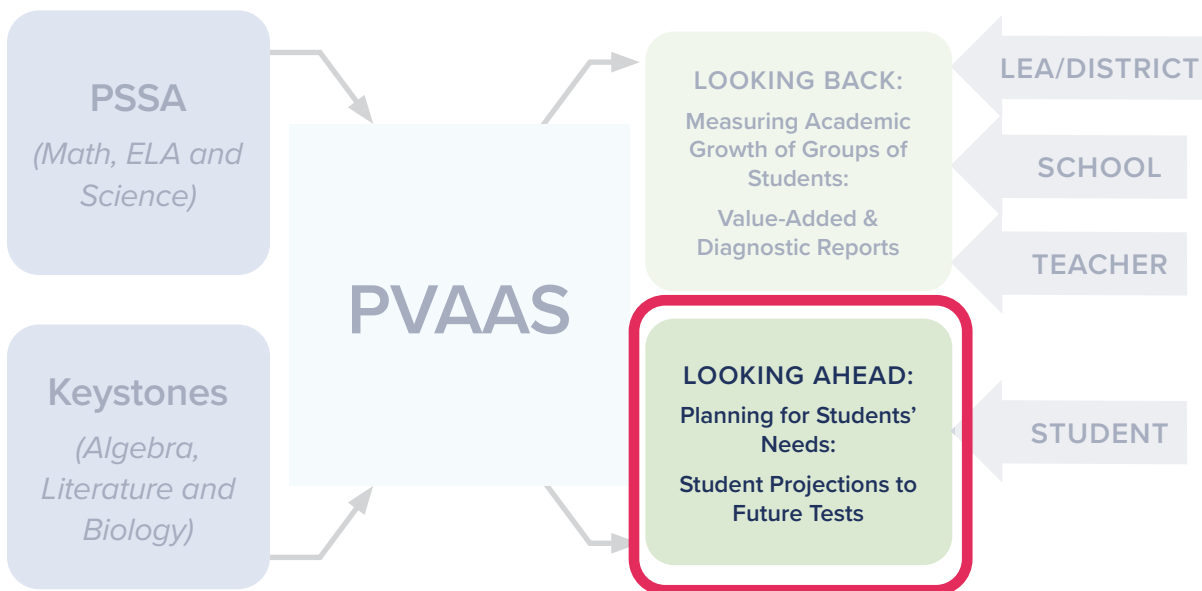 PSSA
(Math, ELA and
Science)
Keystones
(Algebra,
Literature and
Biology)
PVAAS
LOOKING BACK:
Measuring Academic
Growth of Groups of
Students:
Value-Added &
Diagnostic Reports
LOOKING AHEAD:
Planning for Students’
Needs:
Student Projections to
Future Tests
LEA/DISTRICT
SCHOOL
TEACHER
STUDENT